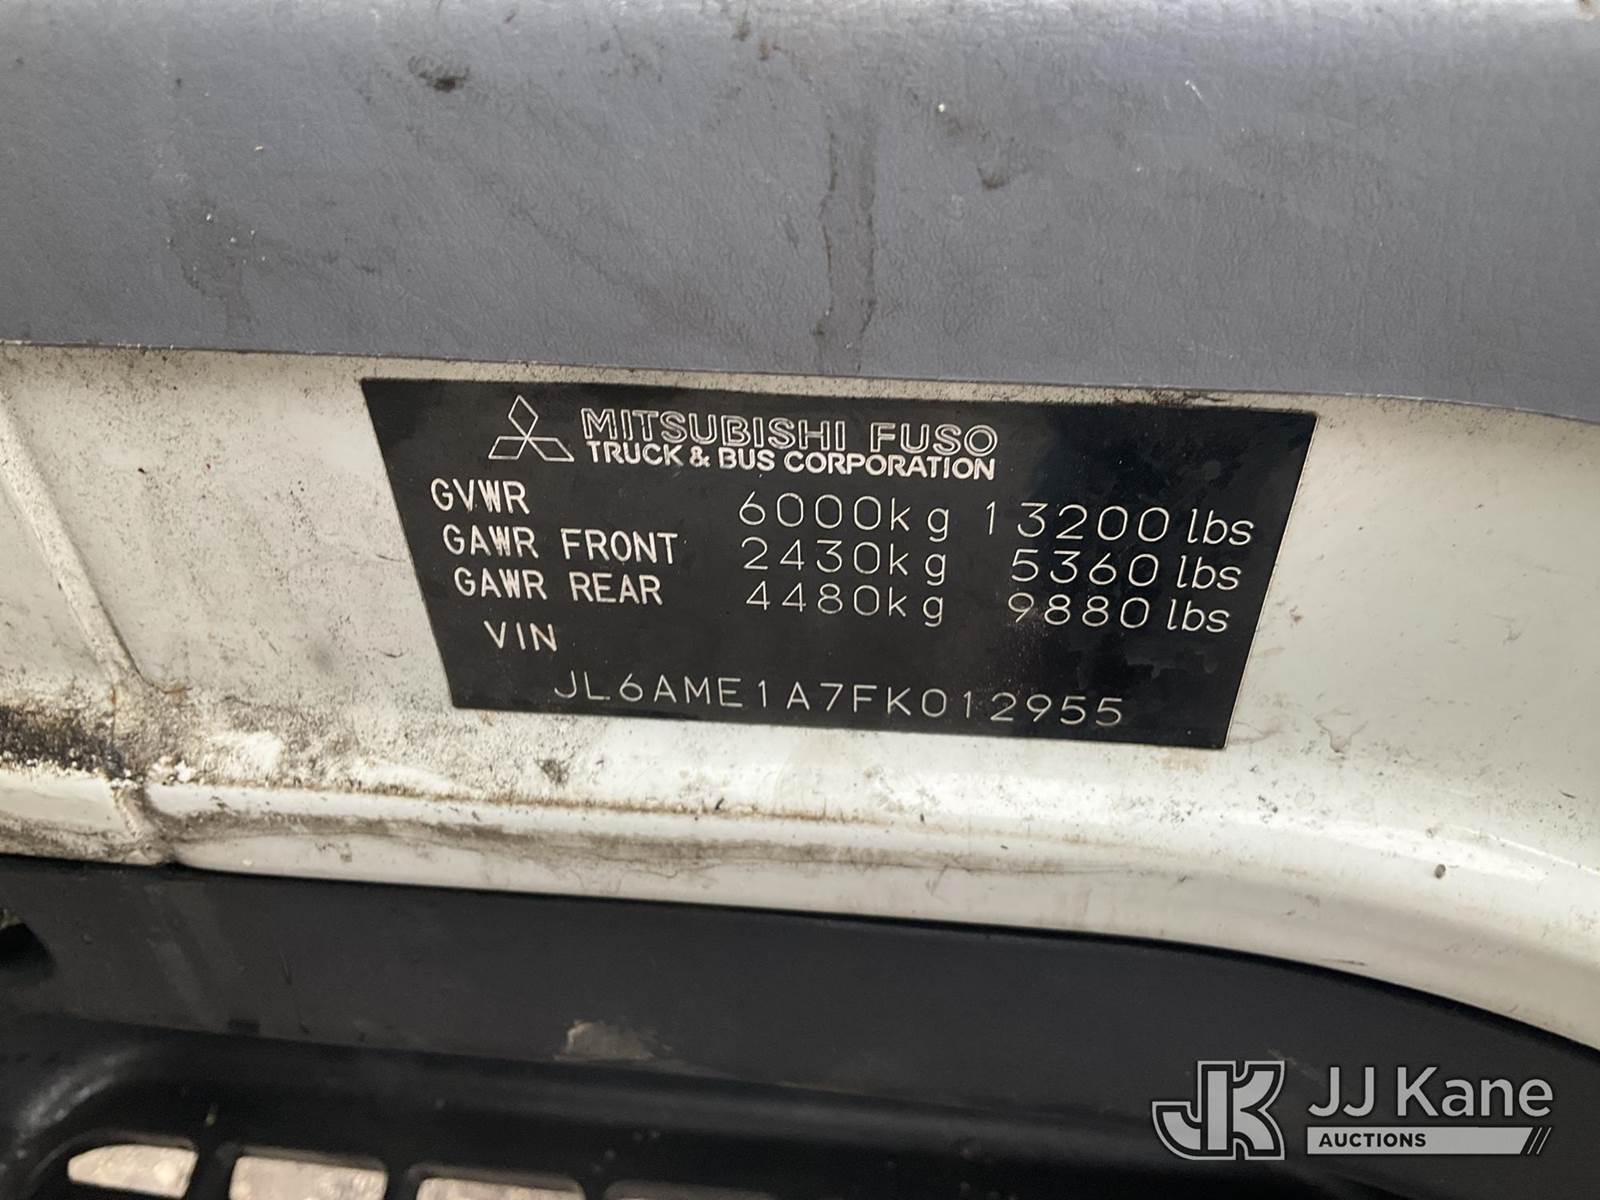 MITSUBISHI FUSO
TRUCK & BUS CORPORATION
GVWR 6000kg 13200lbs
GAWR FRONT 2430kg 5360lbs
GAWR REAR 4480kg 9880lbs
VIN
JL6AME1A7FK012955
JK JJ Kane
AUCTIONS